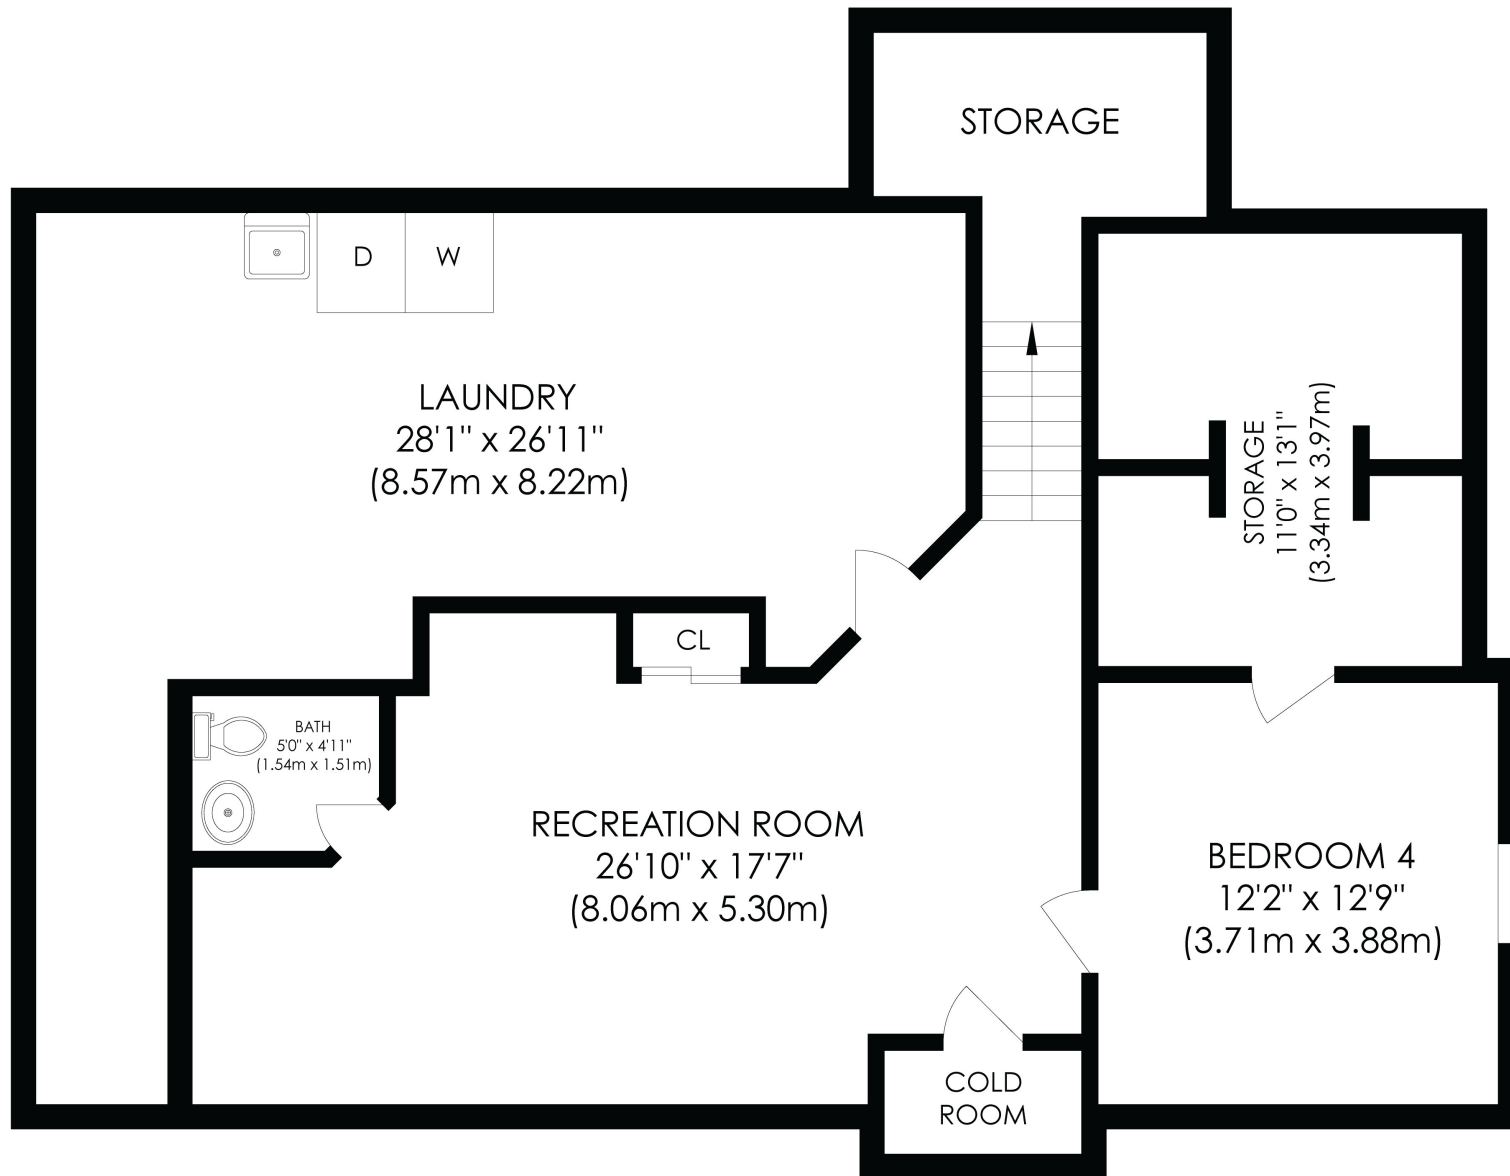 STORAGE
D
W
LAUNDRY
28'1" x 26'11"
(8.57m x 8.22m)
STORAGE
11'0" x 13'1"
(3.34m x 3.97m)
CL
BATH
5'0" x 4'11"
(1.54m x 1.51m)
RECREATION ROOM
26'10" x 17'7"
(8.06m x 5.30m)
BEDROOM 4
12'2" x 12'9"
(3.71m x 3.88m)
COLD
ROOM